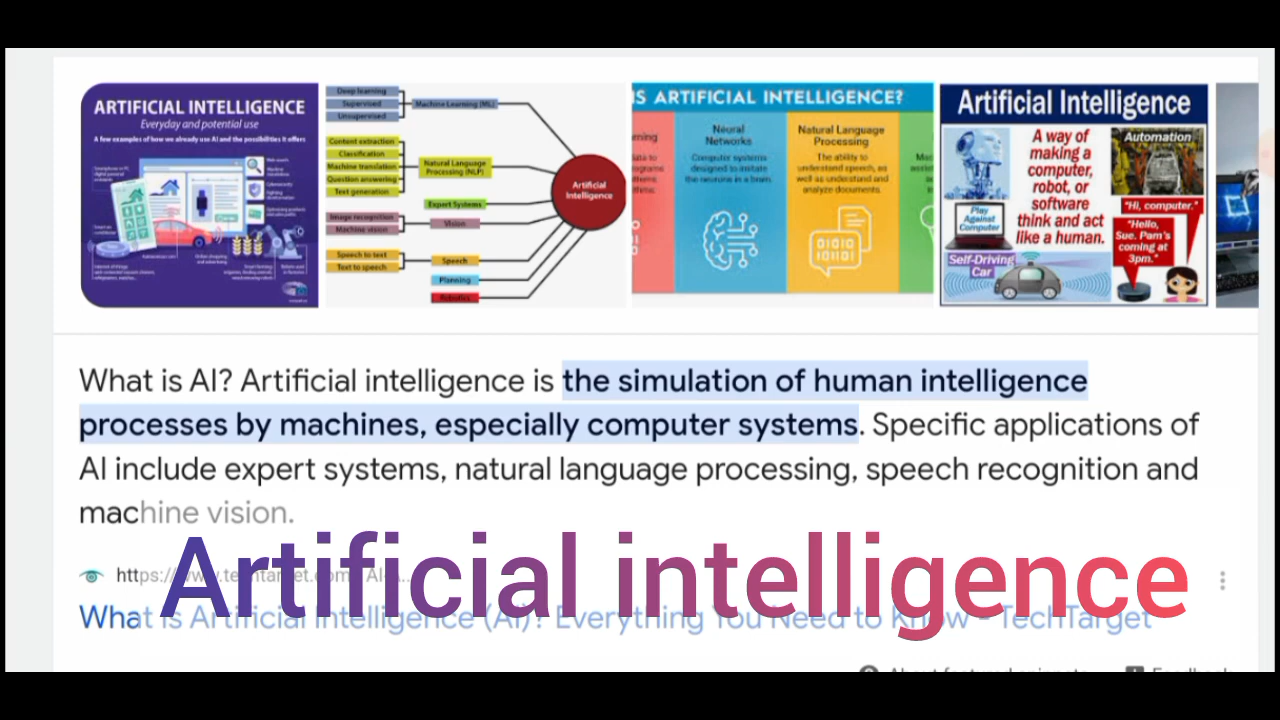 ARTIFICIAL INTELLIGENCE
Everyday and potential use
A few examples of how we already use AI and the possibilities it offers
Deep learning
Supervised
Unsupervised
Machine Learning (ML)
Content extraction
Classification
Machine translation
Question answering
Text generation
Natural Language
Processing (NLP)
Expert Systems
Image recognition
Machine vision
Vision
Speech to text
Text to speech
Speech
Planning
Robotics
Artificial
Intelligence
IS ARTIFICIAL INTELLIGENCE?
Neural
Networks
Computer systems
designed to imitate
the neurons in a brain.
Natural Language
Processing
The ability to
understand speech, as
well as understand and
analyze documents.
Artificial Intelligence
A way of
making a
computer,
robot, or
software
think and act
like a human.
Automation
Play
Against
Computer
"Hi, computer."
"Hello,
Sue. Pam's
coming at
3pm."
Self-Driving
Car
What is AI? Artificial intelligence is the simulation of human intelligence
processes by machines, especially computer systems. Specific applications of
AI include expert systems, natural language processing, speech recognition and
machine vision.
Artificial intelligence
What is Artificial Intelligence (AI)? Everything You Need to Know - TechTarget
About featured snippets
Feedback